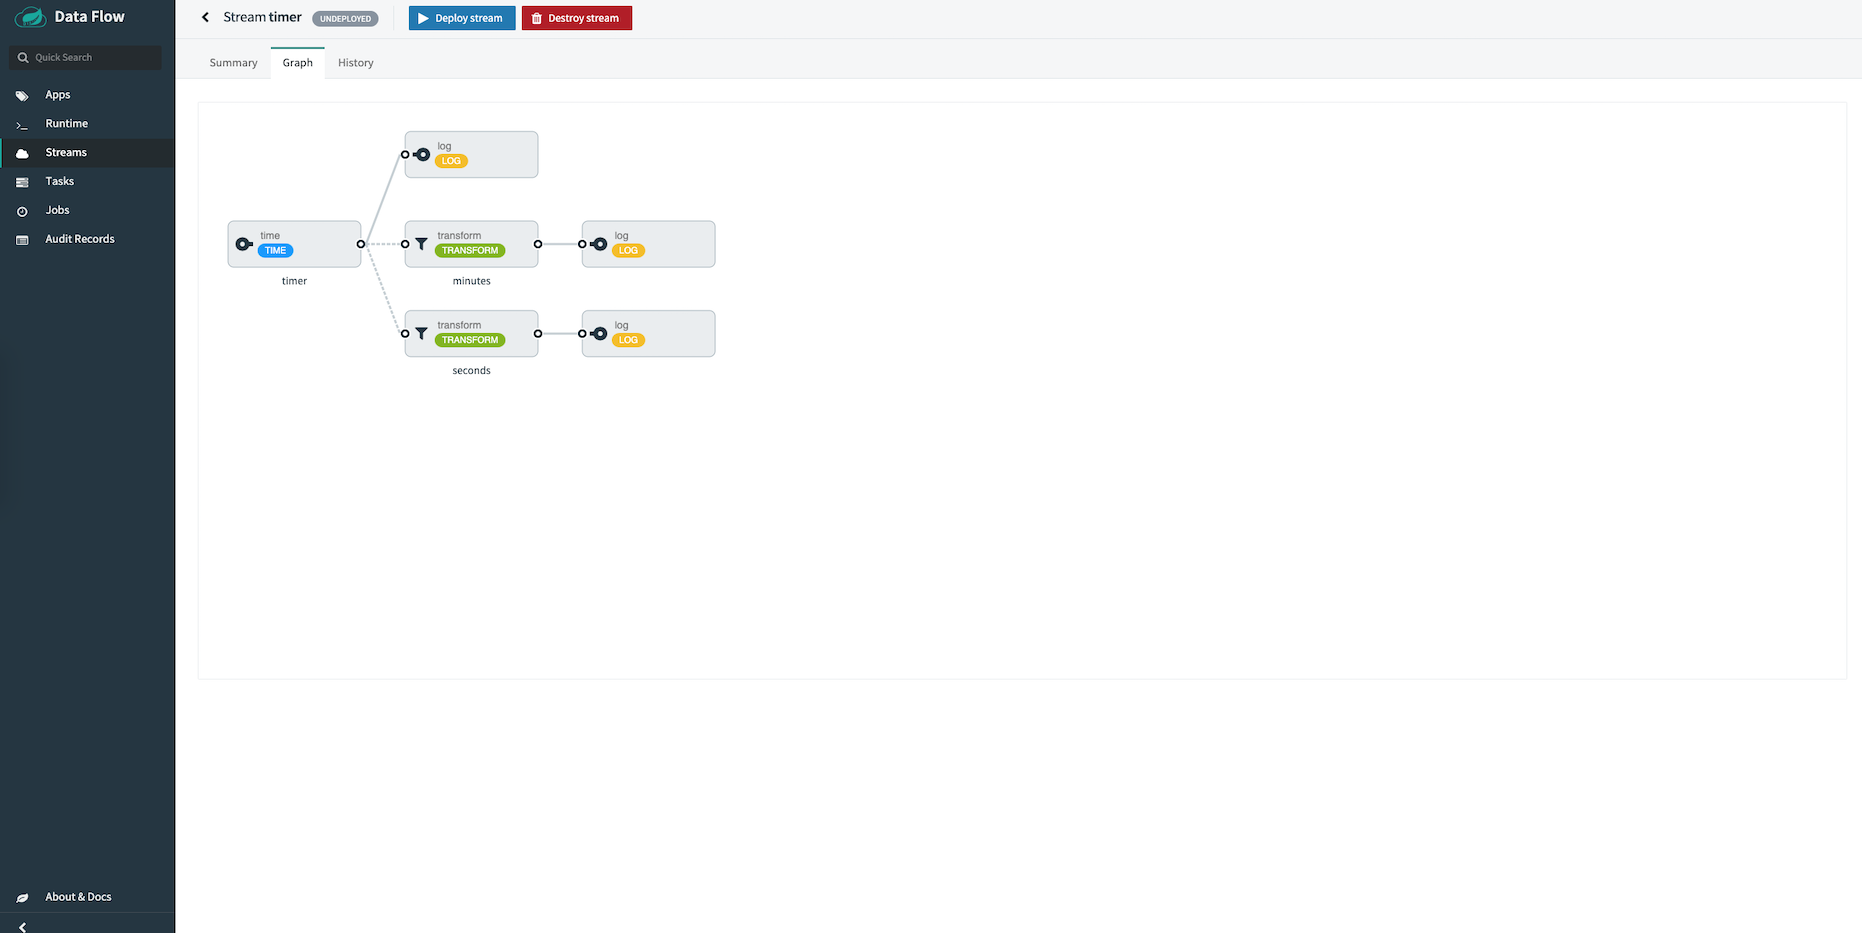 Data Flow
Quick Search
Apps
Runtime
Streams
Tasks
Jobs
Audit Records
About & Docs
Stream timer UNDEPLOYED Deploy stream Destroy stream
Summary Graph History
log
LOG
time
TIME
timer
transform
TRANSFORM
minutes
log
LOG
transform
TRANSFORM
seconds
log
LOG